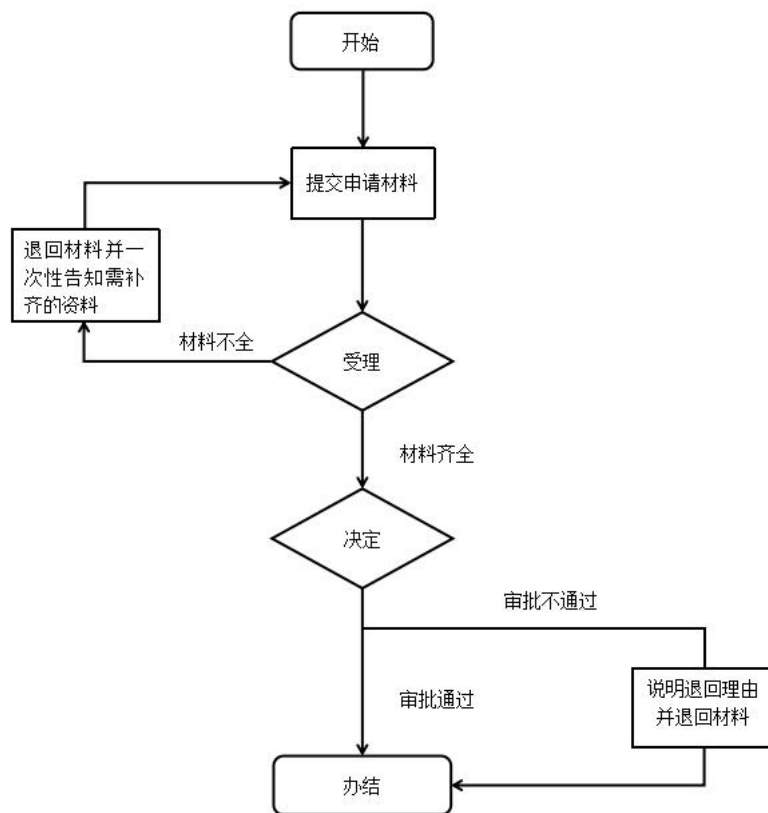 开始
提交申请材料
退回材料并一
次性告知需补
齐的资料
材料不全
受理
材料齐全
决定
审批不通过
审批通过
说明退回理由
并退回材料
办结